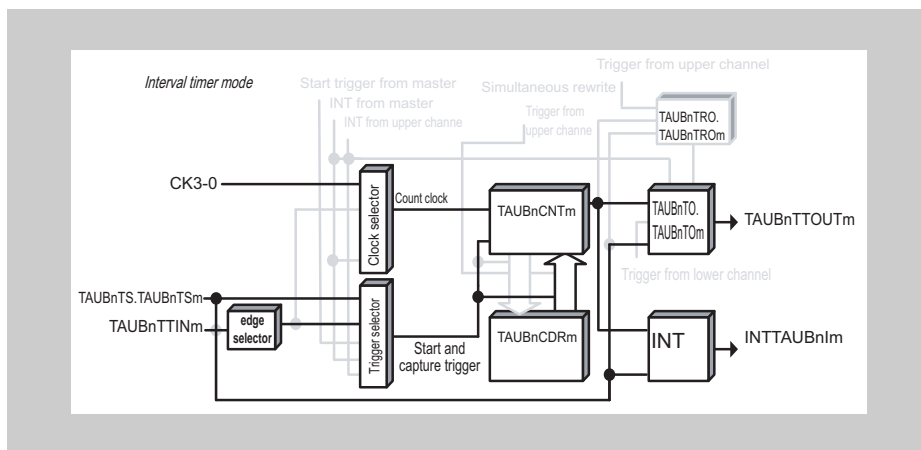 Interval timer mode
Trigger from upper channel
Start trigger from master
INT from master
INT from upper channe
Simultaneous rewrite
Trigger from
upper channe
TAUBnTRO.
TAUBnTROm
CK3-0
Clock selector
Count clock
TAUBnCNTm
TAUBnTO.
TAUBnTOm
TAUBnTTOUTm
Trigger from lower channel
TAUBnTS.TAUBnTSm
TAUBnTTINm
edge
selector
Trigger selector
Start and
capture trigger
TAUBnCDRm
INT
INTTAUBnIm